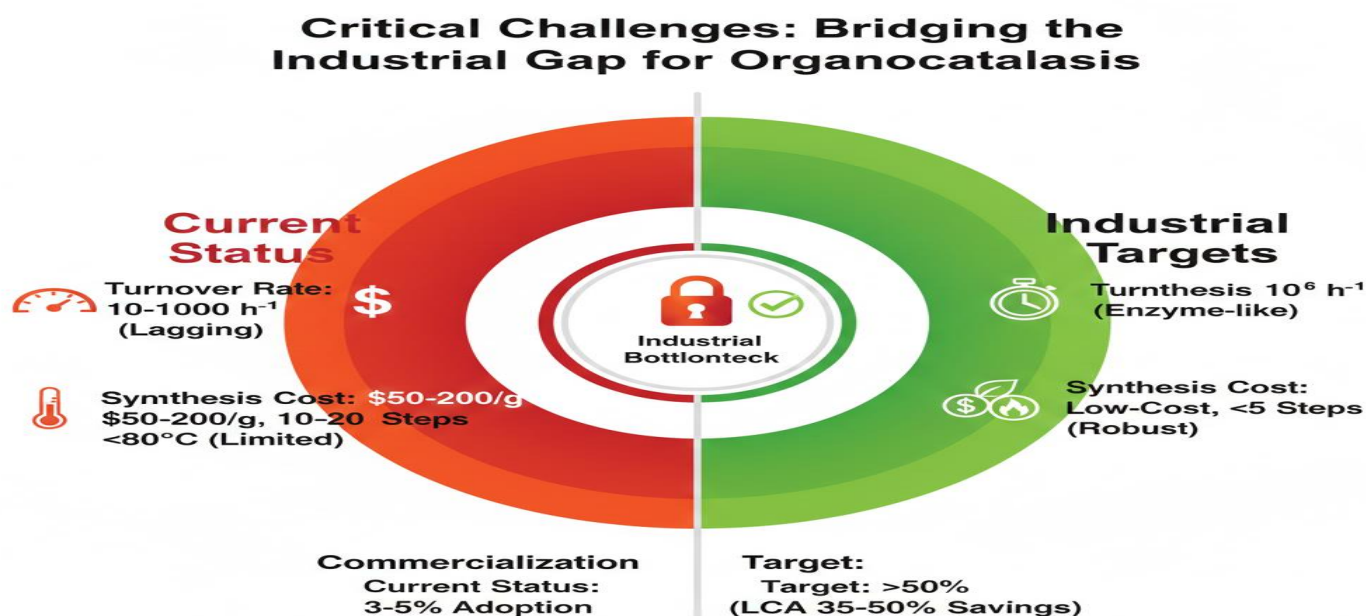 Critical Challenges: Bridging the
Industrial Gap for Organocatalasis
Current
Status
Turnover Rate:
10-1000 h⁻¹
(Lagging)
$
Symthesis Cost: $50-200/g
$50-200/g, 10-20 Steps
<80°C (Limited)
Industrial
Bottlonteck
Industrial
Targets
Turnthesis 10⁶ h⁻¹
(Enzyme-like)
$
Synthesis Cost:
Low-Cost, <5 Steps
(Robust)
Commercialization
Current Status:
3-5% Adoption
Target:
Target: >50%
(LCA 35-50% Savings)